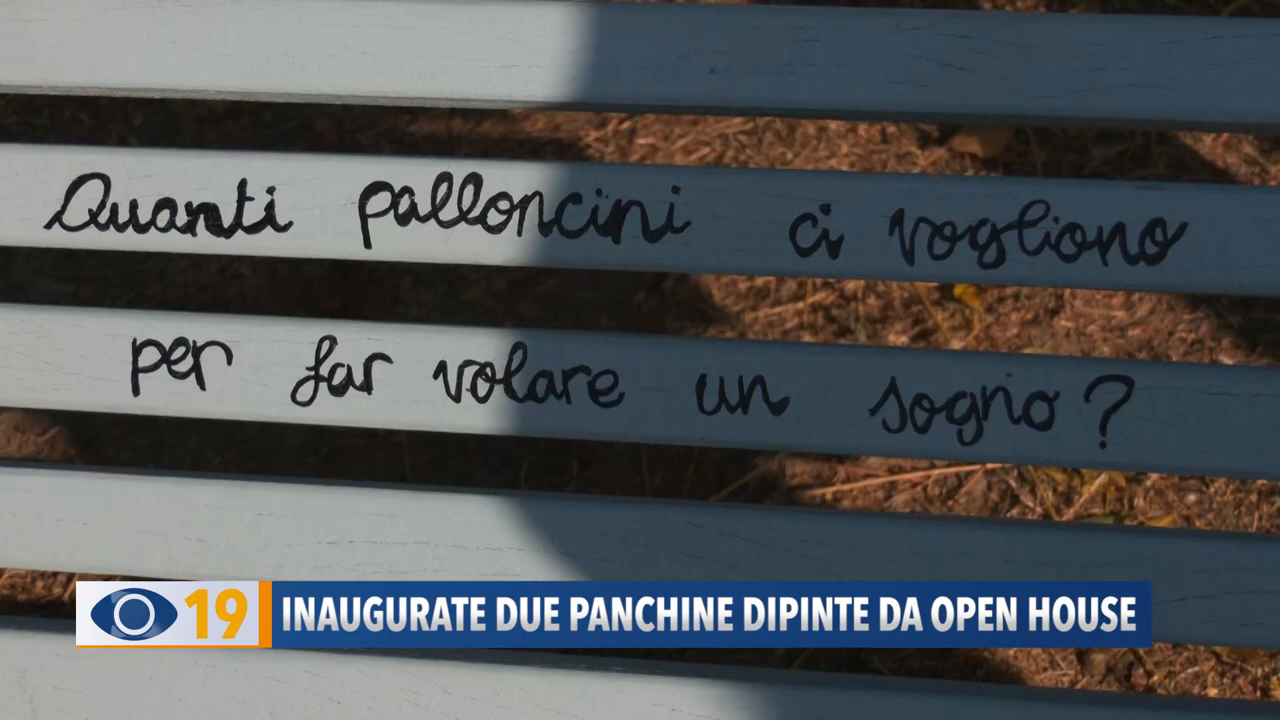 Quanti palloncini ci vogliono
per far volare un sogno?
19 INAUGURATE DUE PANCHINE DIPINTE DA OPEN HOUSE